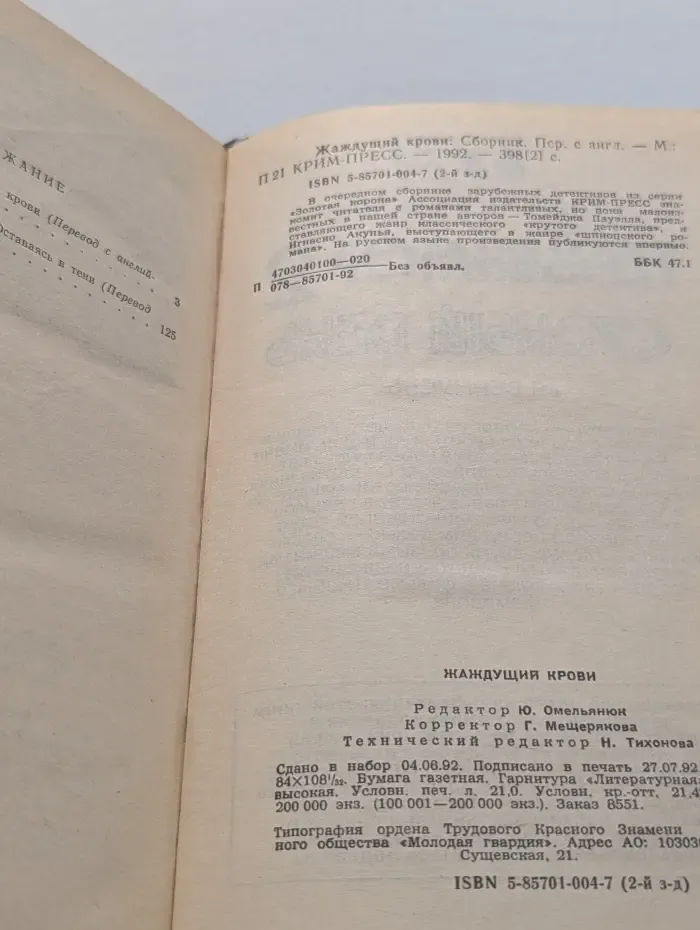 ЖАНИЕ
крови (Перевод с англий-
3
Оставаясь в тени (Перевод
125
Жаждущий крови: Сборник. Пер. с англ. — М.:
П 21 КРИМ-ПРЕСС. — 1992. — 398[2] с.
ISBN 5-85701-004-7 (2-й з-д)
В очередном сборнике зарубежных детективов из серии
«Золотая корона» Ассоциация издательств КРИМ-ПРЕСС зна-
комит читателя с романами талантливых, но пока малоиз-
вестных в нашей стране авторов — Томейджа Пауэлла, пред-
ставляющего жанр классического «крутого детектива», и
Игнасио Акунья, выступающего в жанре «шпионского ро-
мана». На русском языке произведения публикуются впервые.
П 4703040100—020
078—85701-92 Без объявл. ББК 47.1
ЖАЖДУЩИЙ КРОВИ
Редактор Ю. Омельянюк
Корректор Г. Мещерякова
Технический редактор Н. Тихонова
Сдано в набор 04.06.92. Подписано в печать 27.07.92
84×108¹/₃₂. Бумага газетная. Гарнитура «Литературная»
высокая. Условн. печ. л. 21,0. Условн. кр.-отт. 21,4
200 000 экз. (100 001—200 000 экз.). Заказ 8551.
Типография ордена Трудового Красного Знамени
ного общества «Молодая гвардия». Адрес АО: 10303
Сущевская, 21.
ISBN 5-85701-004-7 (2-й з-д)